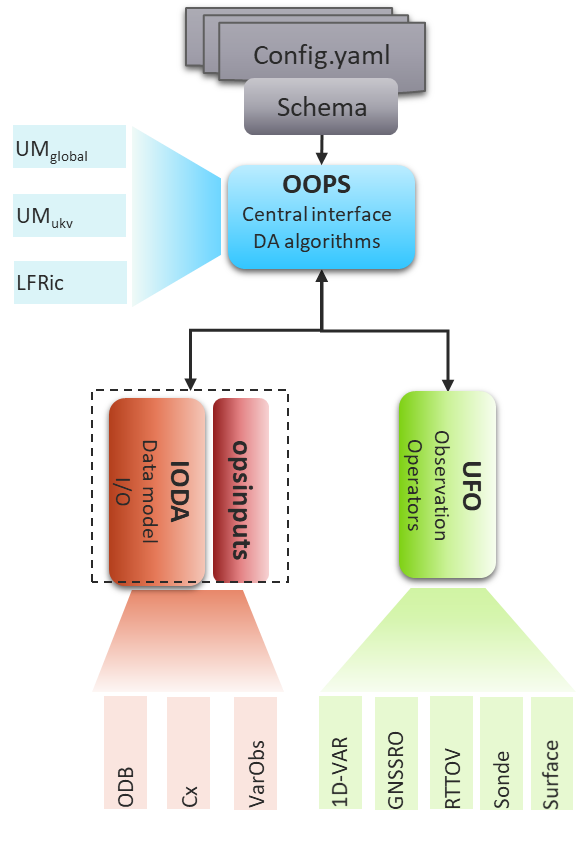 Config.yaml
Schema
UMglobal
UMukv
LFRic
OOPS
Central interface
DA algorithms
IODA
Data model
I/O
opsinputs
UFO
Observation
Operators
ODB
Cx
VarObs
1D-VAR
GNSSRO
RTTOV
Sonde
Surface